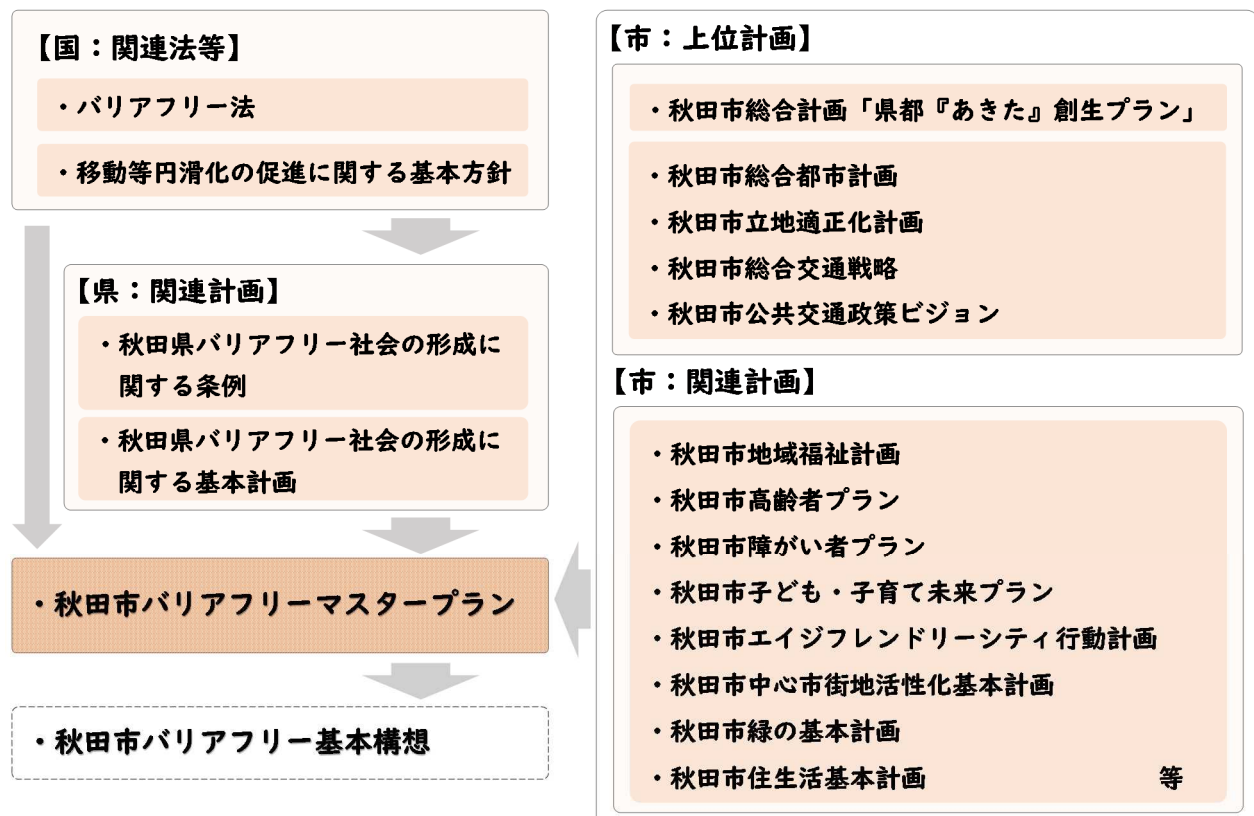 【国：関連法等】
・バリアフリー法
・移動等円滑化の促進に関する基本方針
【県：関連計画】
・秋田県バリアフリー社会の形成に
関する条例
・秋田県バリアフリー社会の形成に
関する基本計画
・秋田市バリアフリーマスタープラン
・秋田市バリアフリー基本構想
【市：上位計画】
・秋田市総合計画「県都『あきた』創生プラン」
・秋田市総合都市計画
・秋田市立地適正化計画
・秋田市総合交通戦略
・秋田市公共交通政策ビジョン
【市：関連計画】
・秋田市地域福祉計画
・秋田市高齢者プラン
・秋田市障がい者プラン
・秋田市子ども・子育て未来プラン
・秋田市エイジフレンドリーシティ行動計画
・秋田市中心市街地活性化基本計画
・秋田市緑の基本計画
・秋田市住生活基本計画 等